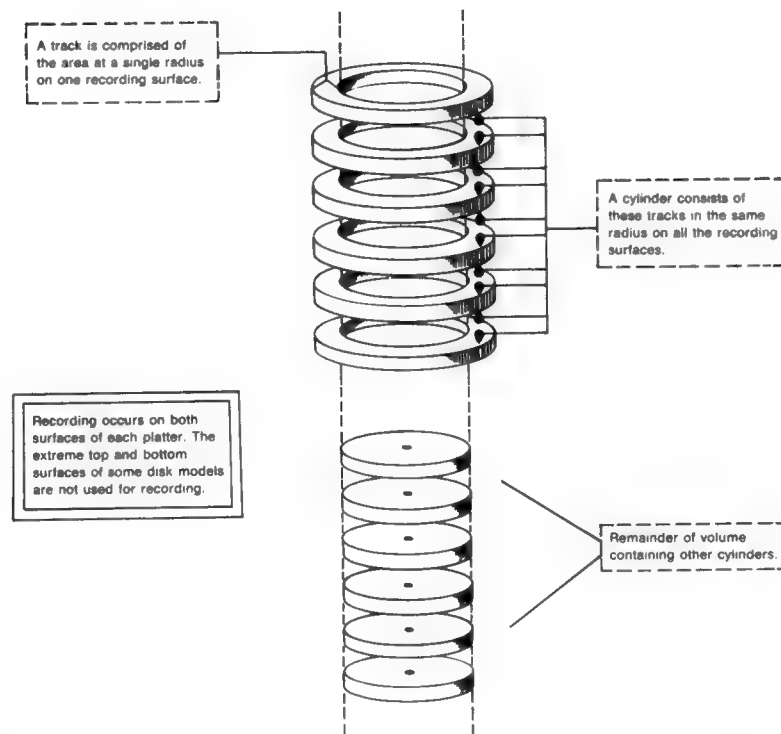 A track is comprised of
the area at a single radius
on one recording surface.
A cylinder consists of
these tracks in the same
radius on all the recording
surfaces.
Recording occurs on both
surfaces of each platter. The
extreme top and bottom
surfaces of some disk models
are not used for recording.
Remainder of volume
containing other cylinders.